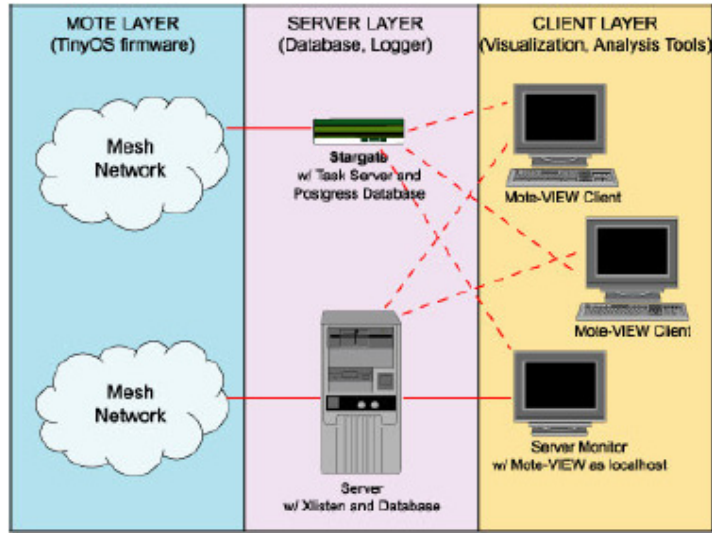 MOTE LAYER
(TinyOS firmware)
SERVER LAYER
(Database, Logger)
CLIENT LAYER
(Visualization, Analysis Tools)
Mesh
Network
Stargate
w/ Task Server and
Postgress Database
Mote-VIEW Client
Mote-VIEW Client
Mesh
Network
Server
w/ Xlisten and Database
Server Monitor
w/ Mote-VIEW as localhost